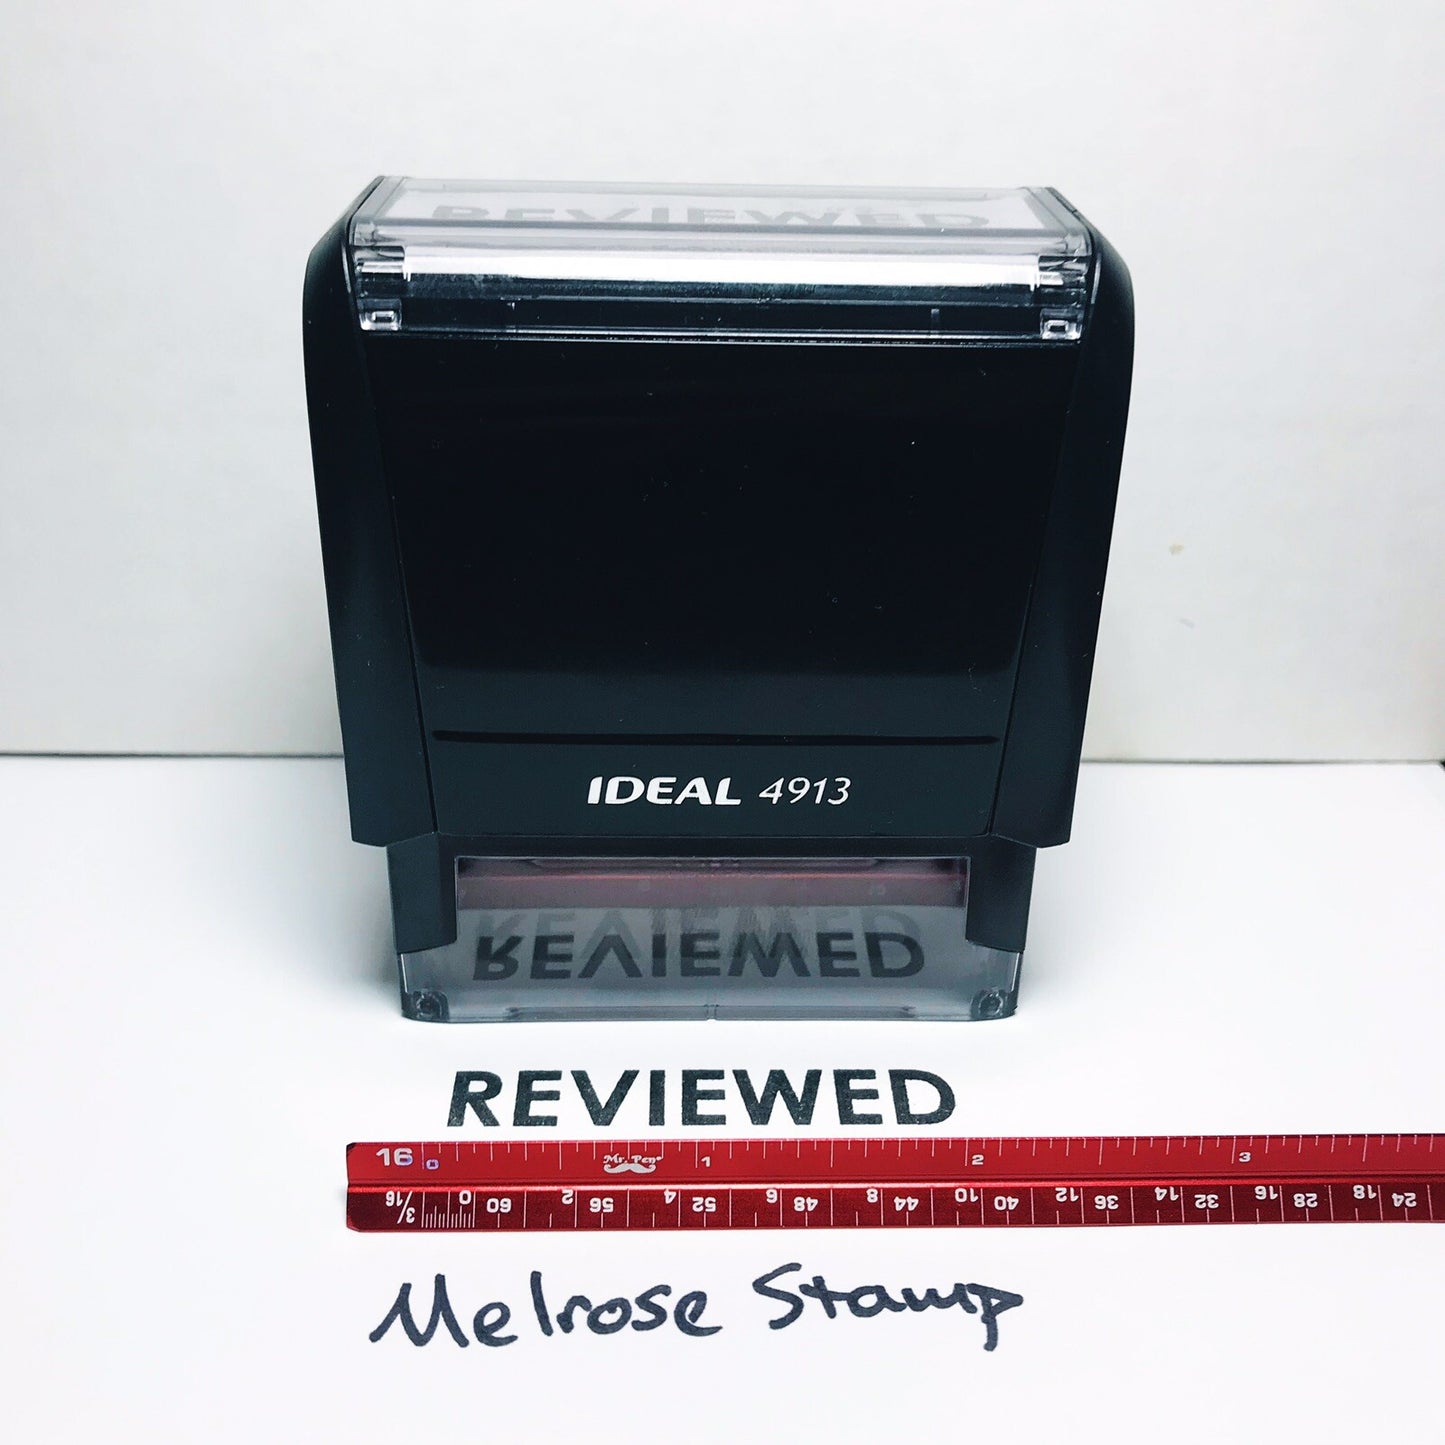 REVIEWED
IDEAL 4913
REVIEWED
REVIEWED
16 0 Mr. Pen 1 2 3
3/16 0 60 2 56 4 52 6 48 8 44 10 40 12 36 14 32 16 28 18 24
Melrose Stamp